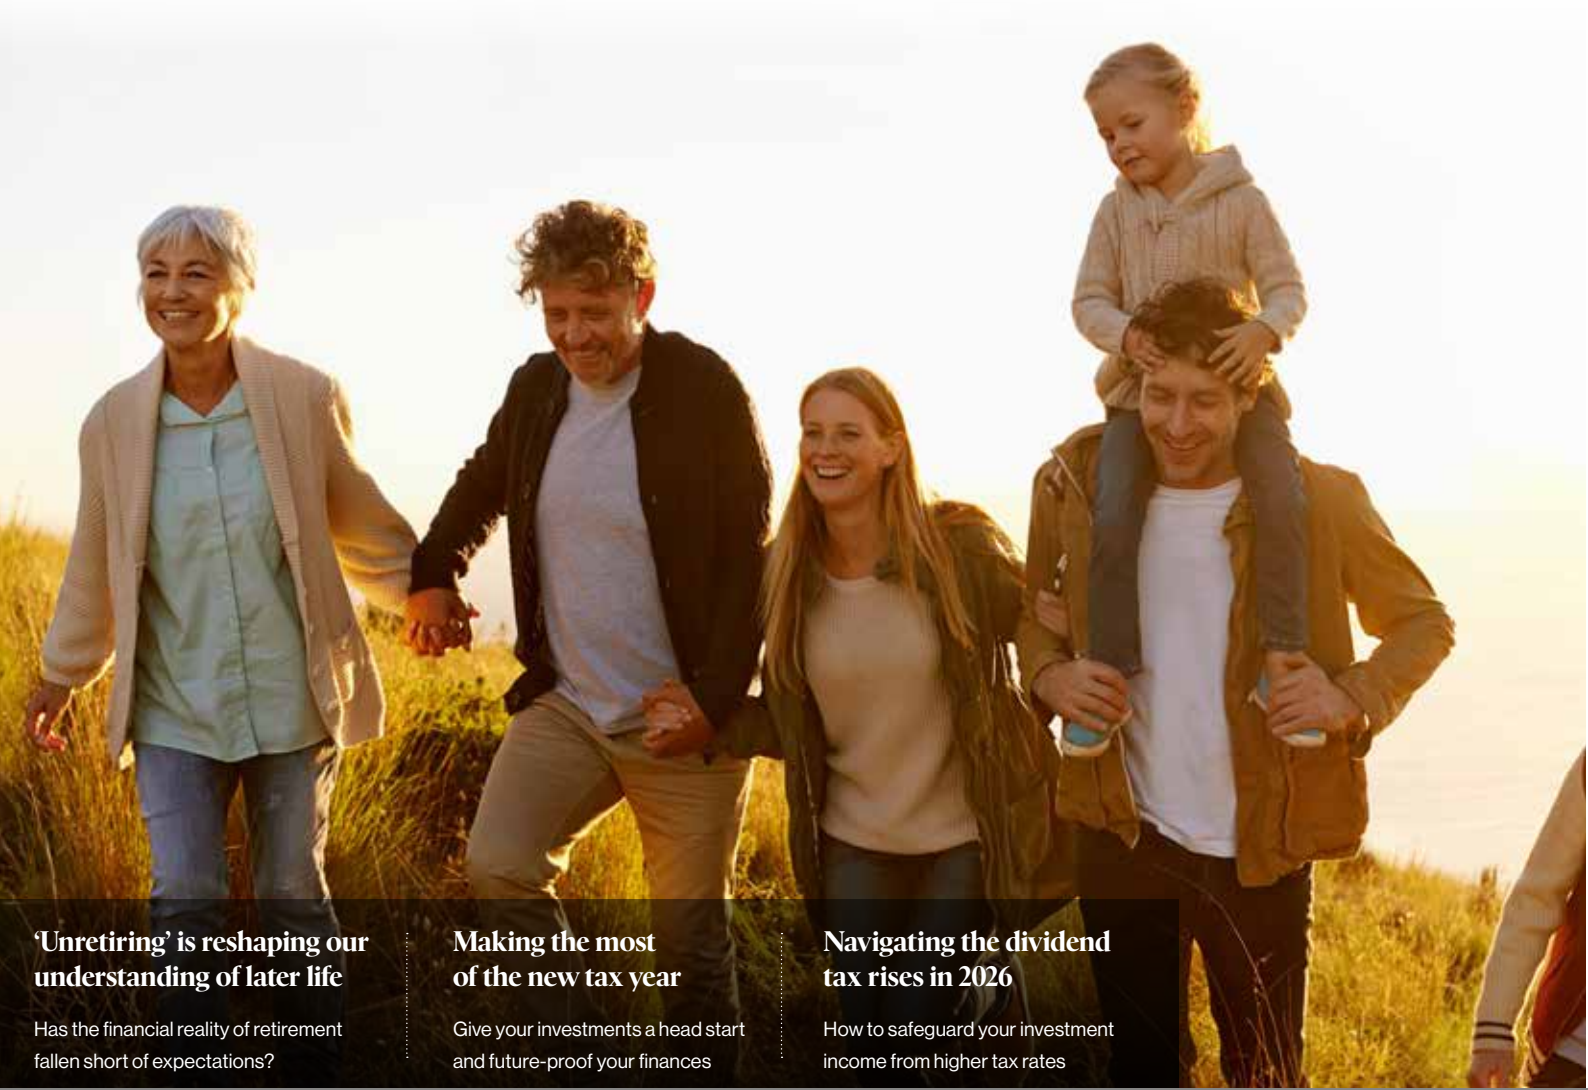 ‘Unretiring’ is reshaping our
understanding of later life
Has the financial reality of retirement
fallen short of expectations?
Making the most
of the new tax year
Give your investments a head start
and future-proof your finances
Navigating the dividend
tax rises in 2026
How to safeguard your investment
income from higher tax rates